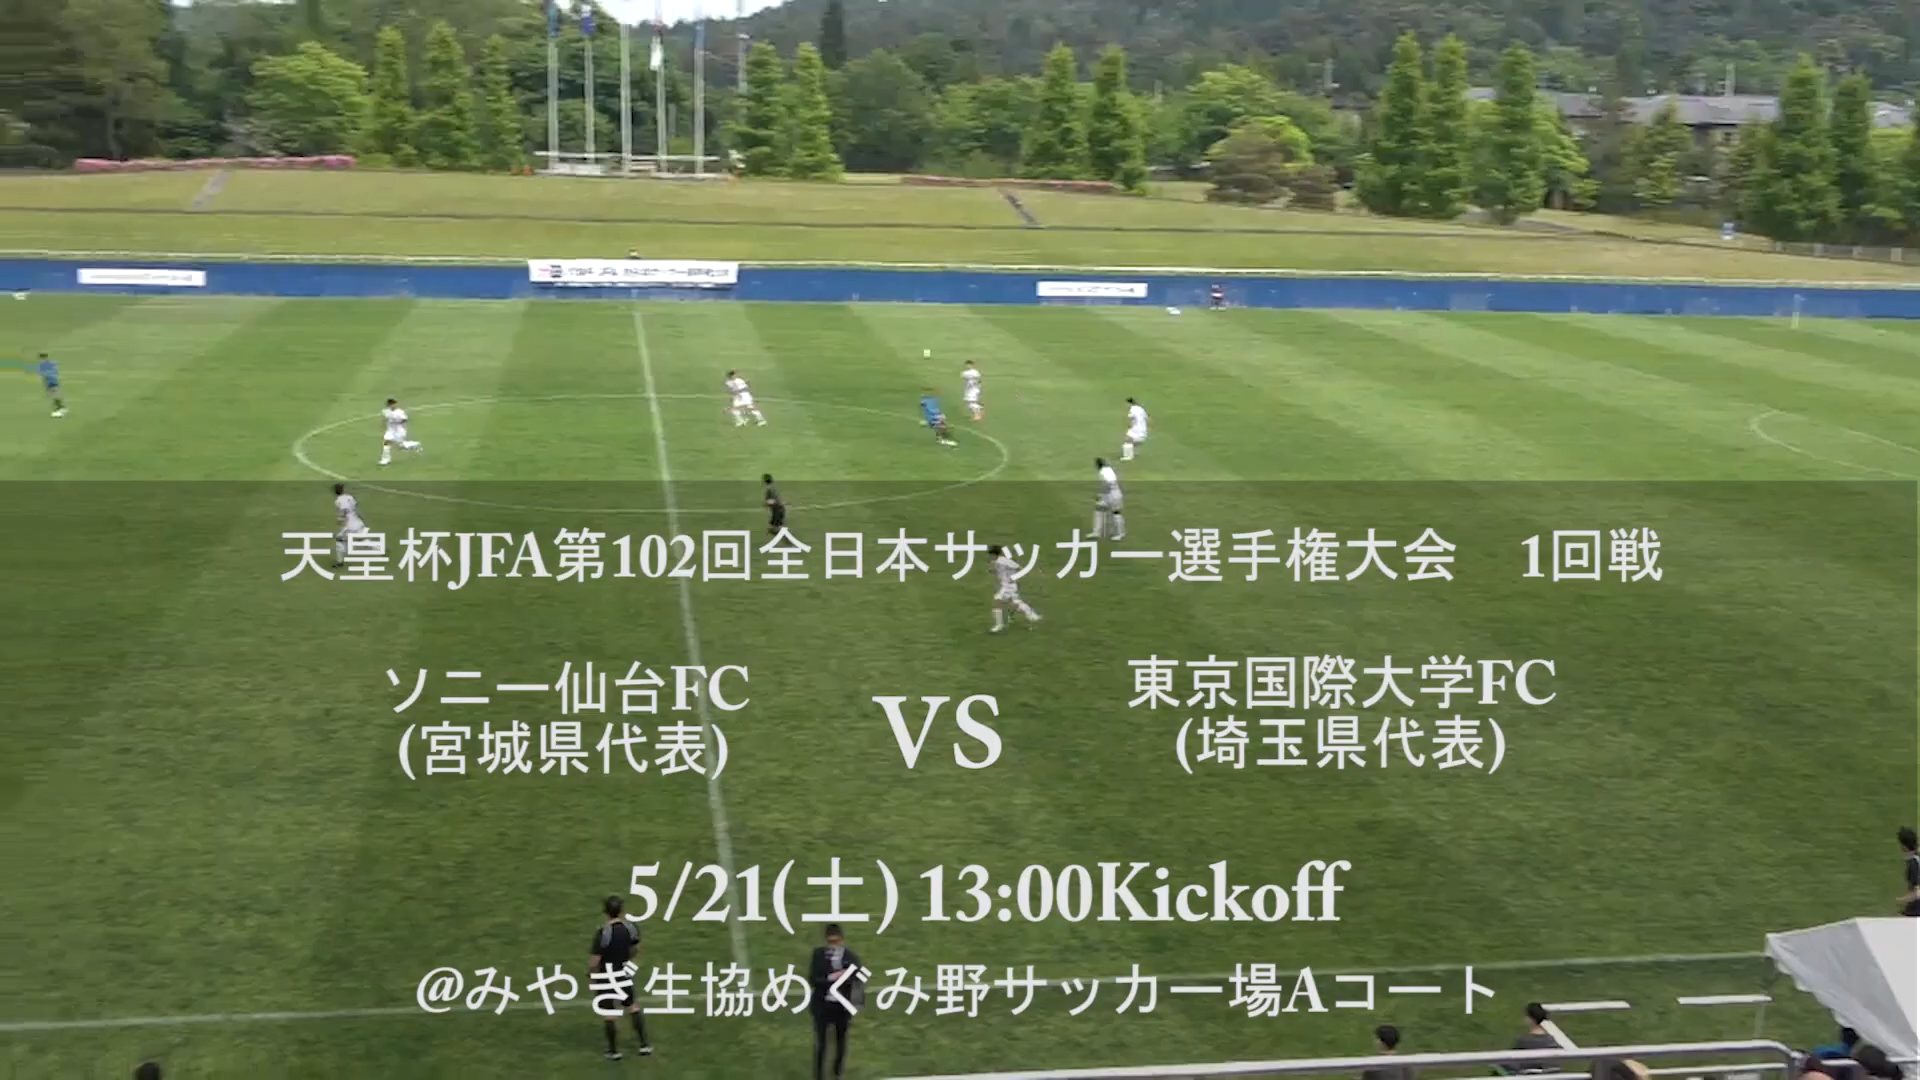 天皇杯JFA第102回全日本サッカー選手権大会　1回戦
ソニー仙台FC
(宮城県代表)
VS
東京国際大学FC
(埼玉県代表)
5/21(土) 13:00Kickoff
@みやぎ生協めぐみ野サッカー場Aコート